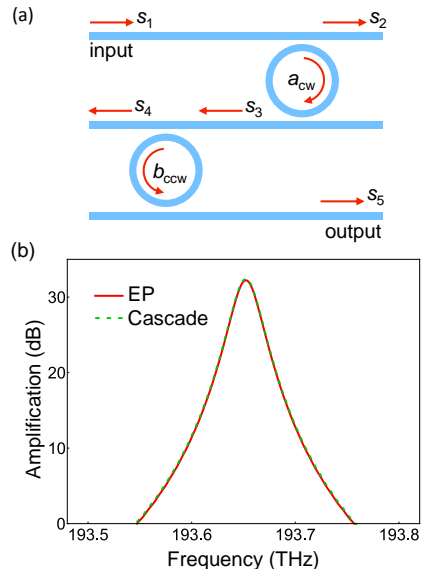 (a)
s1 s2
input
acw
s4 s3
bccw
s5
output
(b)
EP
Cascade
Amplification (dB)
30
20
10
0
193.5 193.6 193.7 193.8
Frequency (THz)